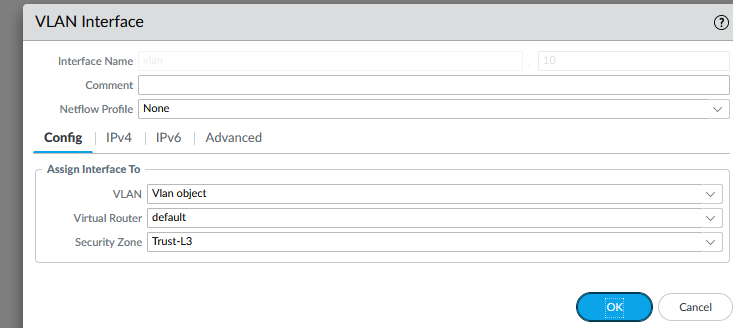 VLAN Interface
Interface Name vlan . 10
Comment
Netflow Profile None
Config | IPv4 | IPv6 | Advanced
Assign Interface To
VLAN Vlan object
Virtual Router default
Security Zone Trust-L3
OK Cancel